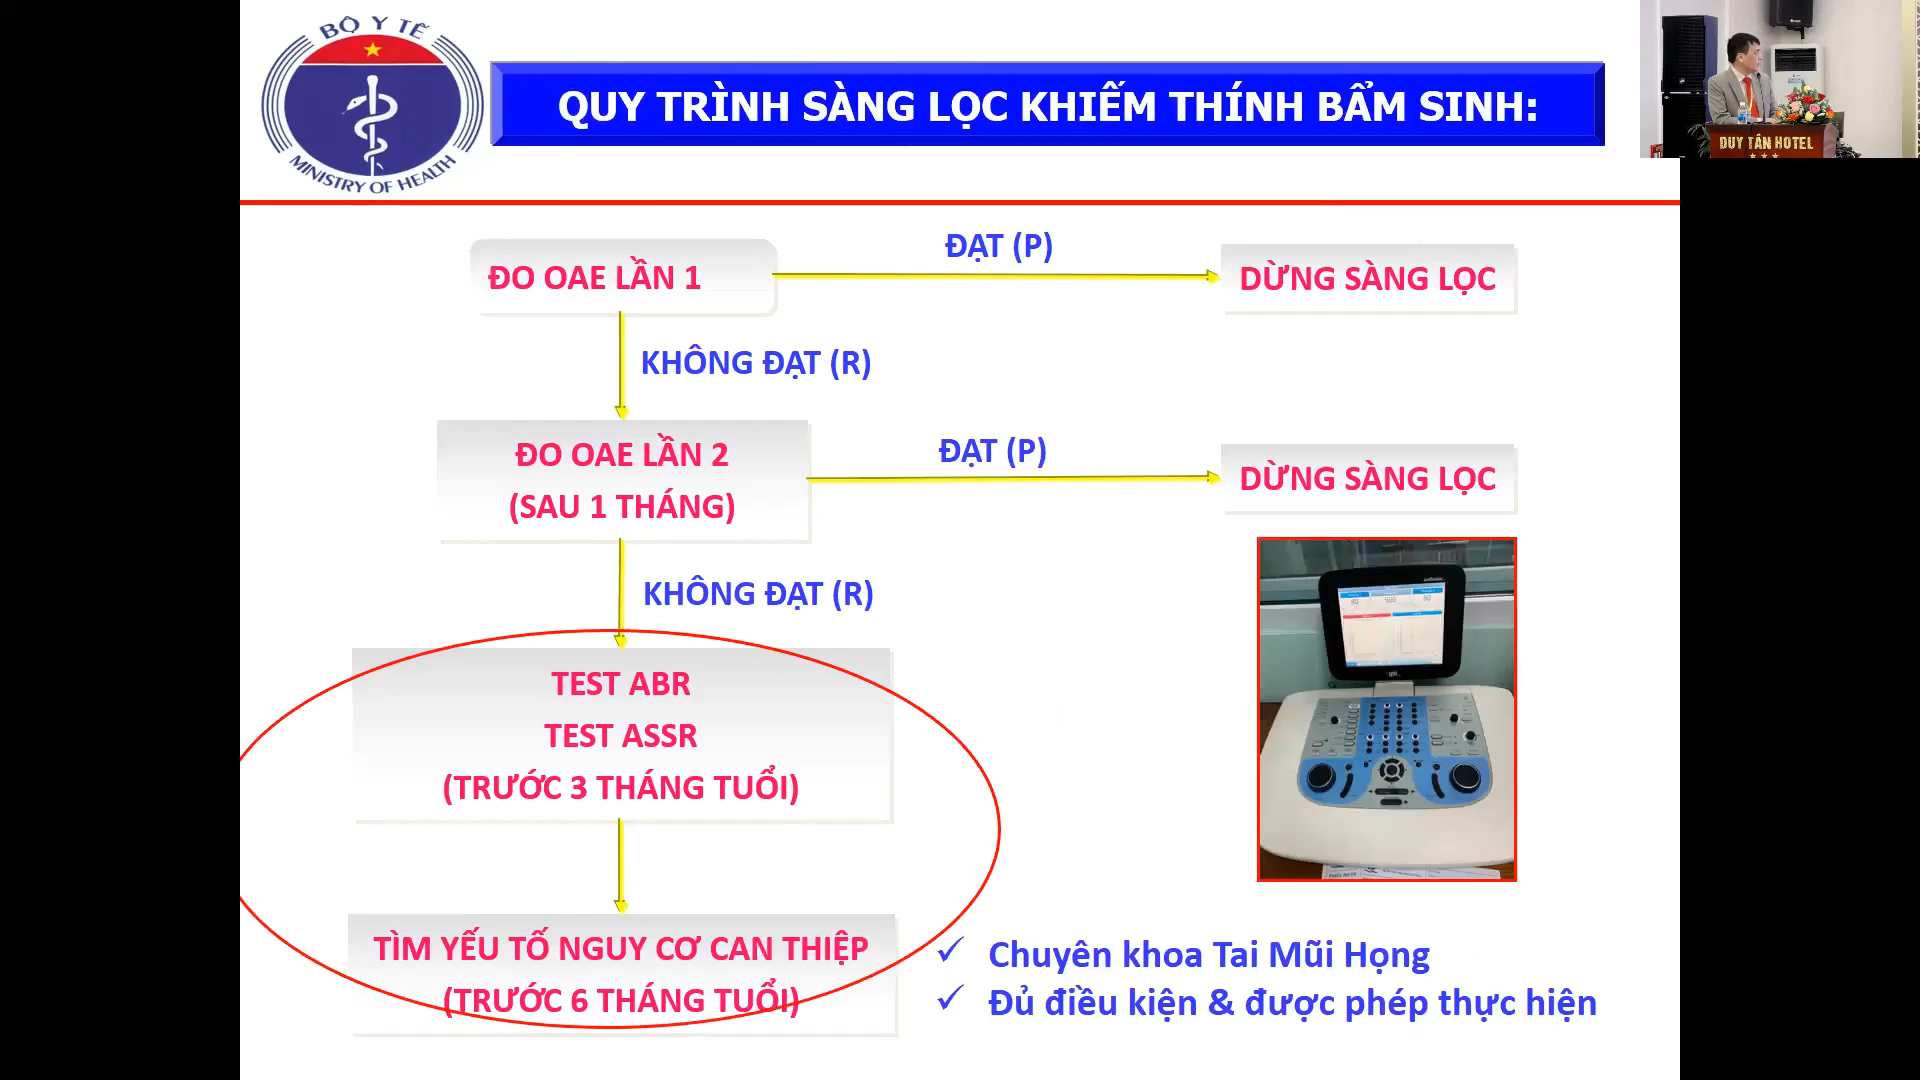 BỘ Y TẾ
MINISTRY OF HEALTH
QUY TRÌNH SÀNG LỌC KHIẾM THÍNH BẨM SINH:
DUY TÂN HOTEL
ĐO OAE LẦN 1
ĐẠT (P)
DỪNG SÀNG LỌC
KHÔNG ĐẠT (R)
ĐO OAE LẦN 2
(SAU 1 THÁNG)
ĐẠT (P)
DỪNG SÀNG LỌC
KHÔNG ĐẠT (R)
TEST ABR
TEST ASSR
(TRƯỚC 3 THÁNG TUỔI)
TÌM YẾU TỐ NGUY CƠ CAN THIỆP
(TRƯỚC 6 THÁNG TUỔI)
✓ Chuyên khoa Tai Mũi Họng
✓ Đủ điều kiện & được phép thực hiện